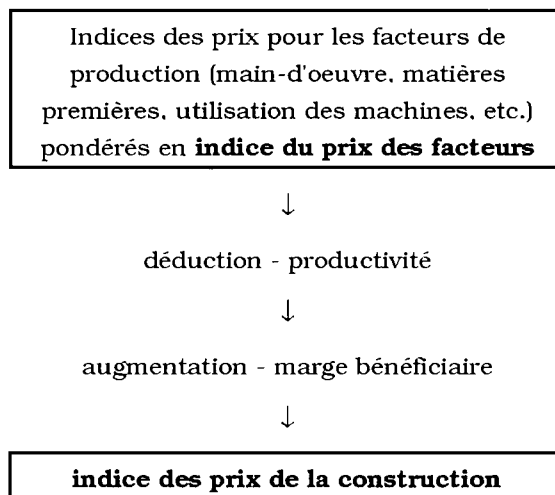 Indices des prix pour les facteurs de
production (main-d'oeuvre, matières
premières, utilisation des machines, etc.)
pondérés en indice du prix des facteurs
↓
déduction - productivité
↓
augmentation - marge bénéficiaire
↓
indice des prix de la construction